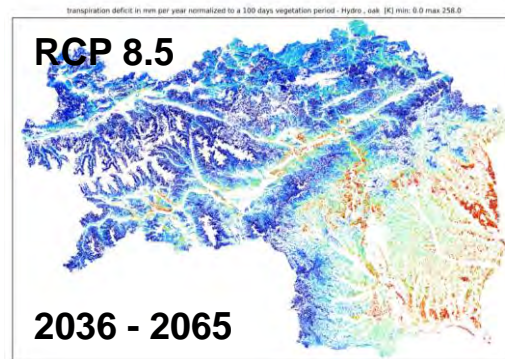 transpiration deficit in mm per year normalized to a 100 days vegetation period - Hydro , oak [K] min: 0.0 max 258.0
RCP 8.5
2036 - 2065